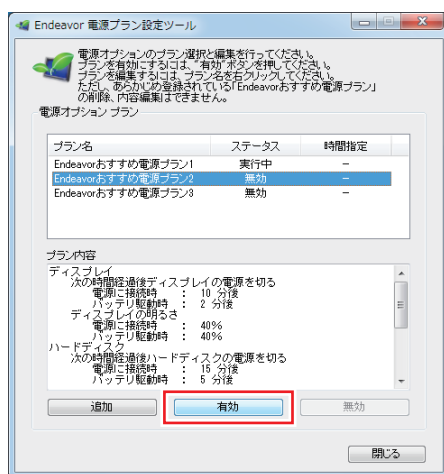 Endeavor 電源プラン設定ツール
電源オプションのプラン選択と編集を行ってください。
プランを有効にするには、"有効"ボタンを押してください。
プランを編集するには、プラン名を右クリックしてください。
ただし、あらかじめ登録されている「Endeavorおすすめ電源プラン」
の削除、内容編集はできません。
電源オプション プラン
プラン名 ステータス 時間指定
Endeavorおすすめ電源プラン1 実行中 －
Endeavorおすすめ電源プラン2 無効 －
Endeavorおすすめ電源プラン3 無効
プラン内容
ディスプレイ
次の時間経過後ディスプレイの電源を切る
電源に接続時 : 10 分後
バッテリ駆動時 : 2 分後
ディスプレイの明るさ
電源に接続時 : 40%
バッテリ駆動時 : 40%
ハードディスク
次の時間経過後ハードディスクの電源を切る
電源に接続時 : 15 分後
バッテリ駆動時 : 5 分後
追加 有効 無効
閉じる